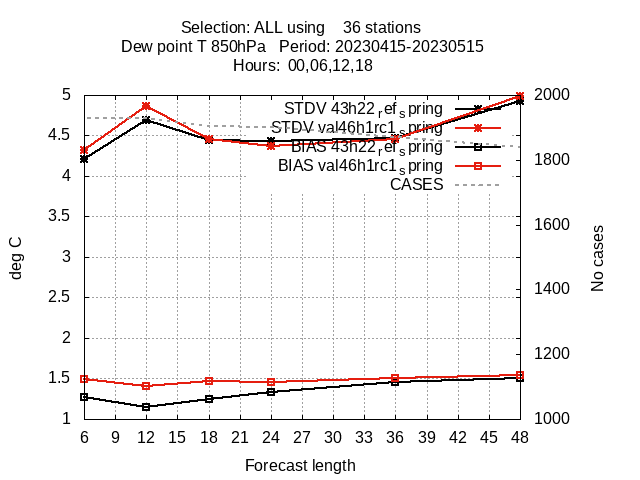 Selection: ALL using    36 stations
Dew point T 850hPa   Period: 20230415-20230515
Hours:  00,06,12,18
STDV 43h22_ref_spring
STDV val46h1rc1_spring
BIAS 43h22_ref_spring
BIAS val46h1rc1_spring
CASES
5
4.5
4
3.5
3
2.5
2
1.5
1
deg C
2000
1800
1600
1400
1200
1000
No cases
6 9 12 15 18 21 24 27 30 33 36 39 42 45 48
Forecast length